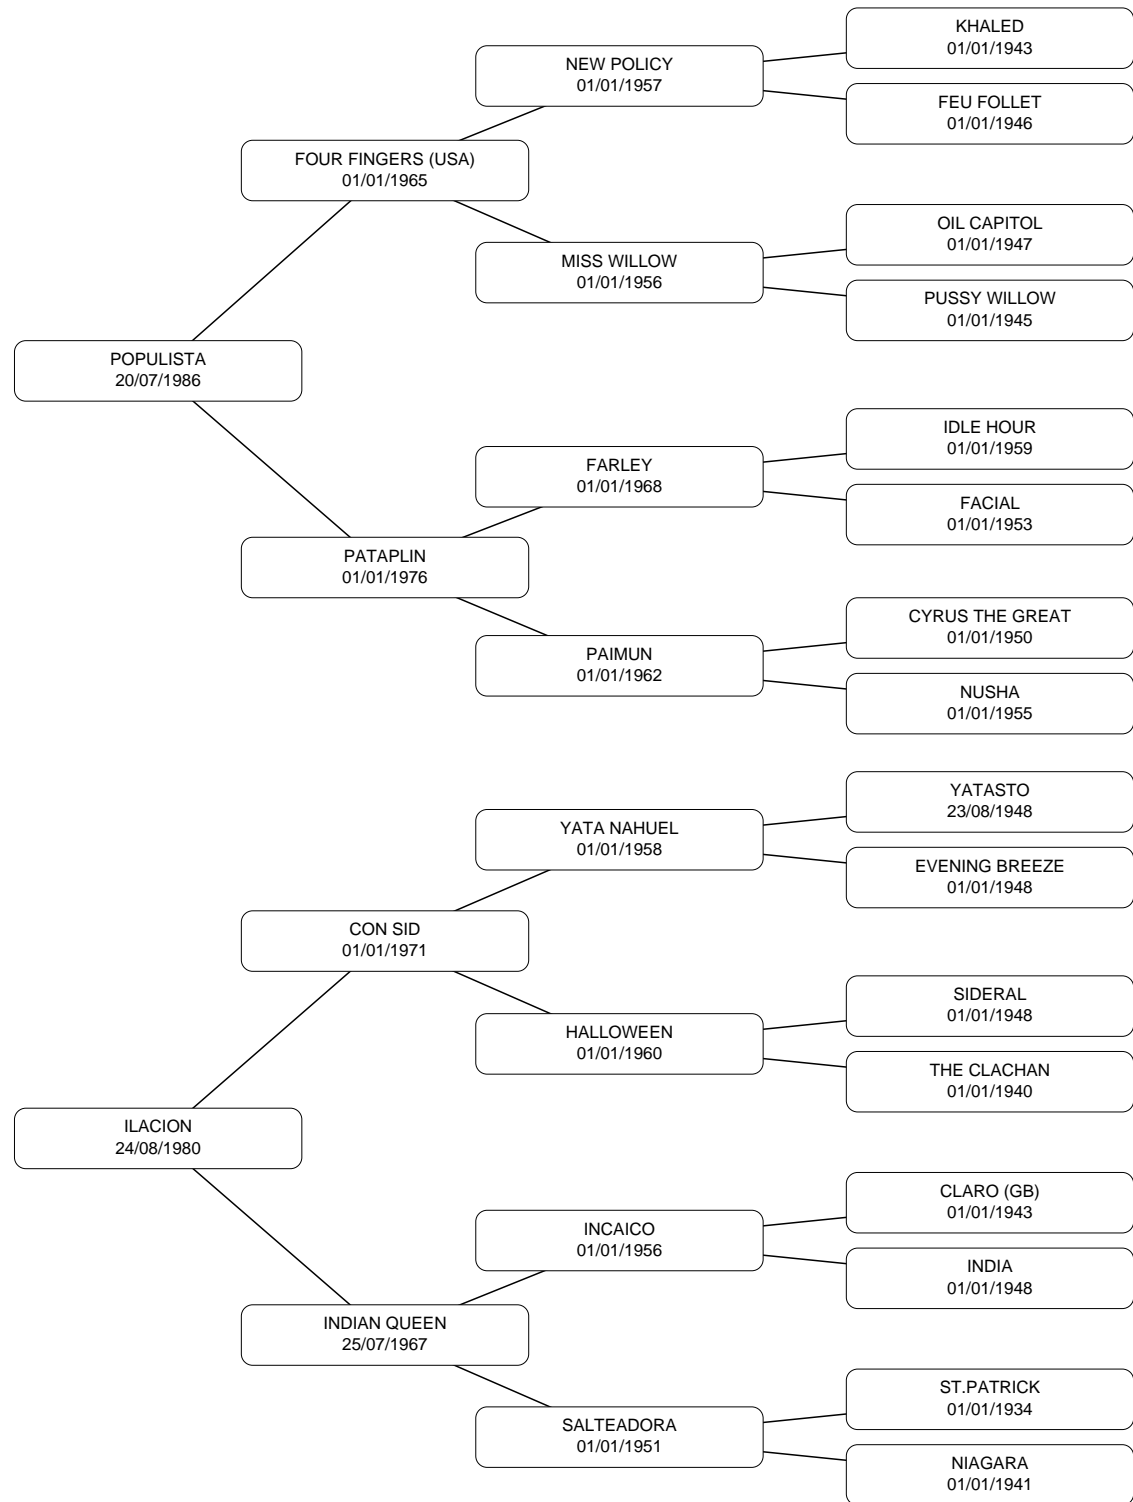 KHALED
01/01/1943
NEW POLICY
01/01/1957
FEU FOLLET
01/01/1946
FOUR FINGERS (USA)
01/01/1965
OIL CAPITOL
01/01/1947
MISS WILLOW
01/01/1956
PUSSY WILLOW
01/01/1945
POPULISTA
20/07/1986
IDLE HOUR
01/01/1959
FARLEY
01/01/1968
FACIAL
01/01/1953
PATAPLIN
01/01/1976
CYRUS THE GREAT
01/01/1950
PAIMUN
01/01/1962
NUSHA
01/01/1955
YATASTO
23/08/1948
YATA NAHUEL
01/01/1958
EVENING BREEZE
01/01/1948
CON SID
01/01/1971
SIDERAL
01/01/1948
HALLOWEEN
01/01/1960
THE CLACHAN
01/01/1940
ILACION
24/08/1980
CLARO (GB)
01/01/1943
INCAICO
01/01/1956
INDIA
01/01/1948
INDIAN QUEEN
25/07/1967
ST.PATRICK
01/01/1934
SALTEADORA
01/01/1951
NIAGARA
01/01/1941